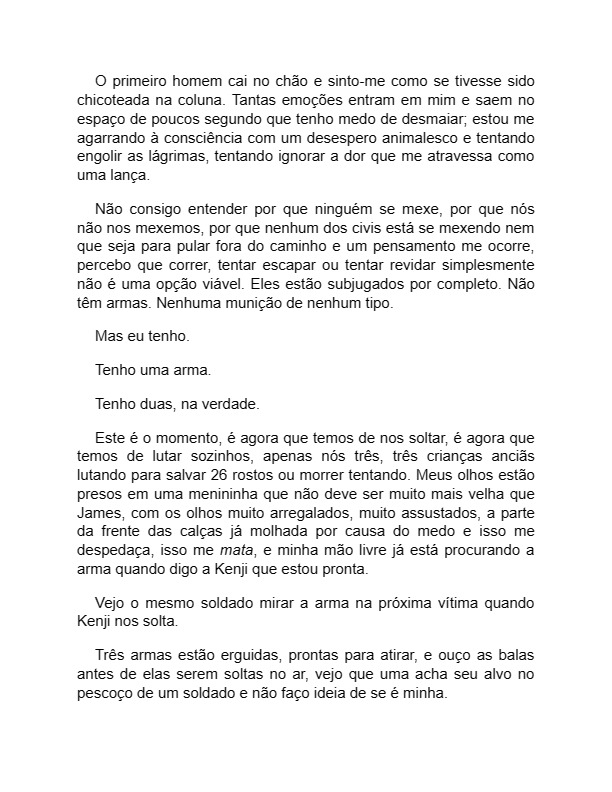 O primeiro homem cai no chão e sinto-me como se tivesse sido
chicoteada na coluna. Tantas emoções entram em mim e saem no
espaço de poucos segundo que tenho medo de desmaiar; estou me
agarrando à consciência com um desespero animalesco e tentando
engolir as lágrimas, tentando ignorar a dor que me atravessa como
uma lança.
Não consigo entender por que ninguém se mexe, por que nós
não nos mexemos, por que nenhum dos civis está se mexendo nem
que seja para pular fora do caminho e um pensamento me ocorre,
percebo que correr, tentar escapar ou tentar revidar simplesmente
não é uma opção viável. Eles estão subjugados por completo. Não
têm armas. Nenhuma munição de nenhum tipo.
Mas eu tenho.
Tenho uma arma.
Tenho duas, na verdade.
Este é o momento, é agora que temos de nos soltar, é agora que
temos de lutar sozinhos, apenas nós três, três crianças anciãs
lutando para salvar 26 rostos ou morrer tentando. Meus olhos estão
presos em uma menininha que não deve ser muito mais velha que
James, com os olhos muito arregalados, muito assustados, a parte
da frente das calças já molhada por causa do medo e isso me
despedaça, isso me mata, e minha mão livre já está procurando a
arma quando digo a Kenji que estou pronta.
Vejo o mesmo soldado mirar a arma na próxima vítima quando
Kenji nos solta.
Três armas estão erguidas, prontas para atirar, e ouço as balas
antes de elas serem soltas no ar, vejo que uma acha seu alvo no
pescoço de um soldado e não faço ideia de se é minha.